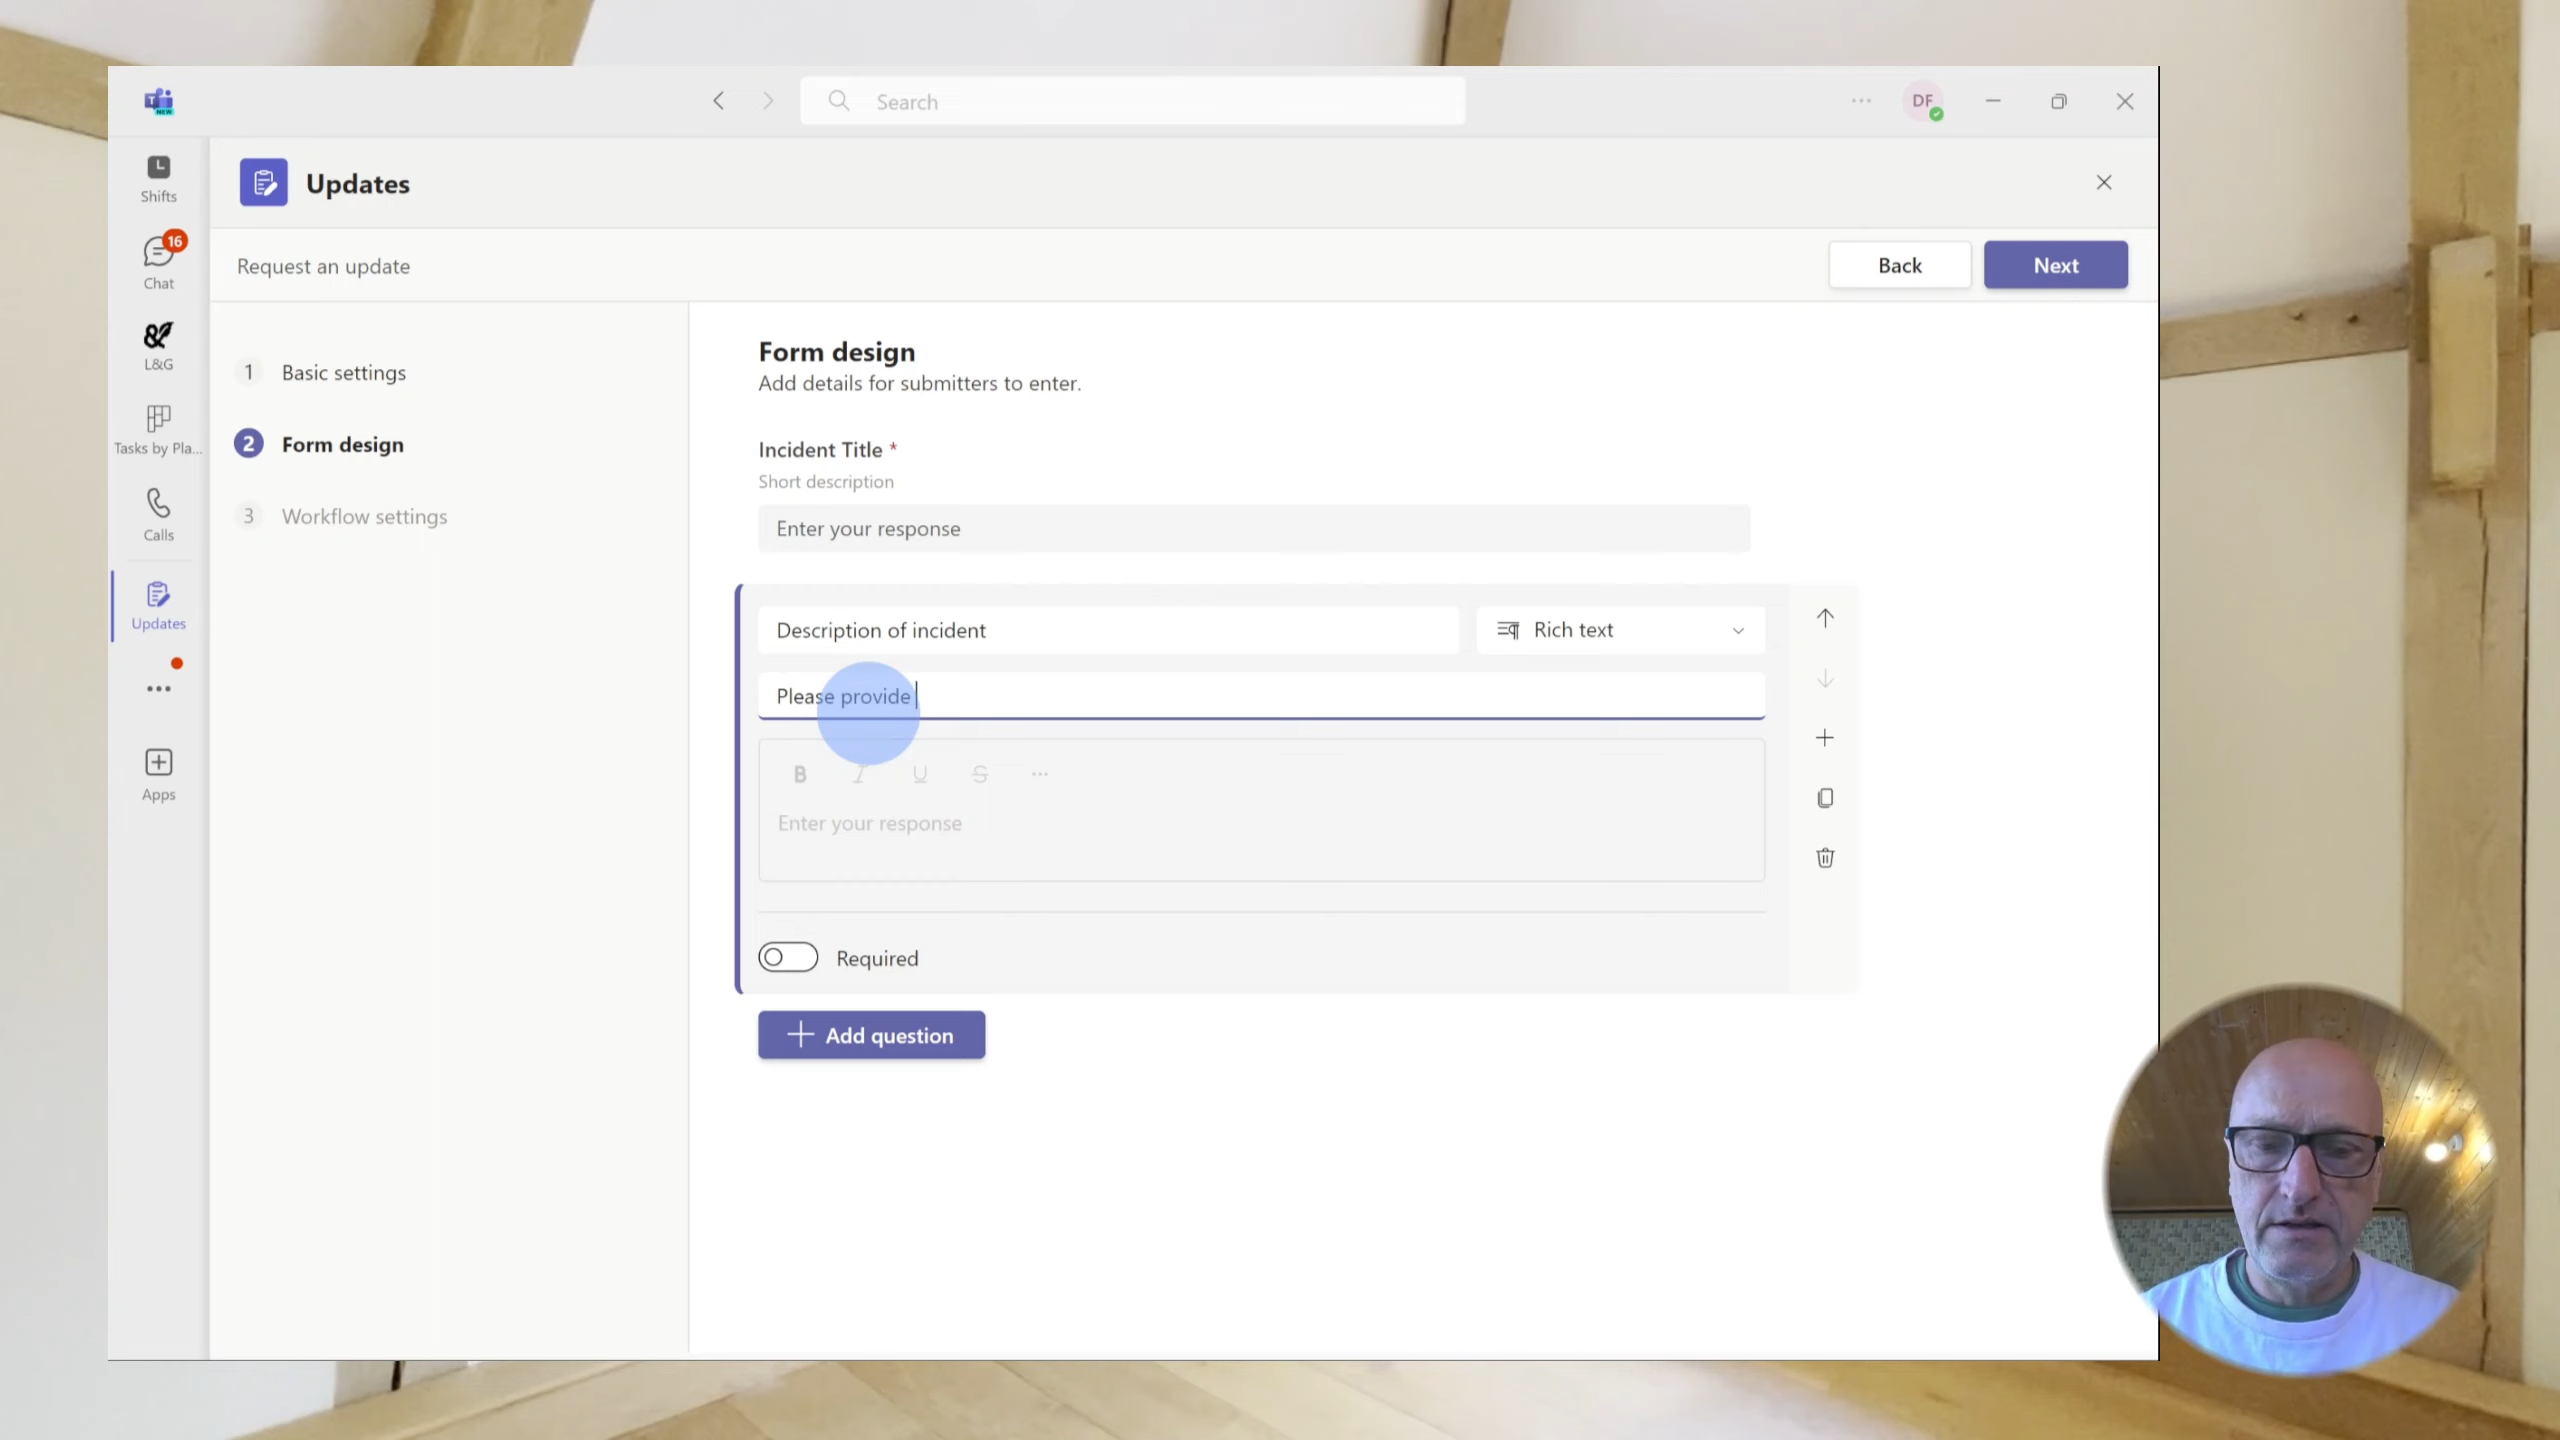 Search
DF
Shifts
16
Chat
L&G
Tasks by Pla...
Calls
Updates
Apps
Updates
Request an update
Back
Next
1 Basic settings
2 Form design
3 Workflow settings
Form design
Add details for submitters to enter.
Incident Title *
Short description
Enter your response
Description of incident
Rich text
Please provide
B I U S ...
Enter your response
Required
Add question